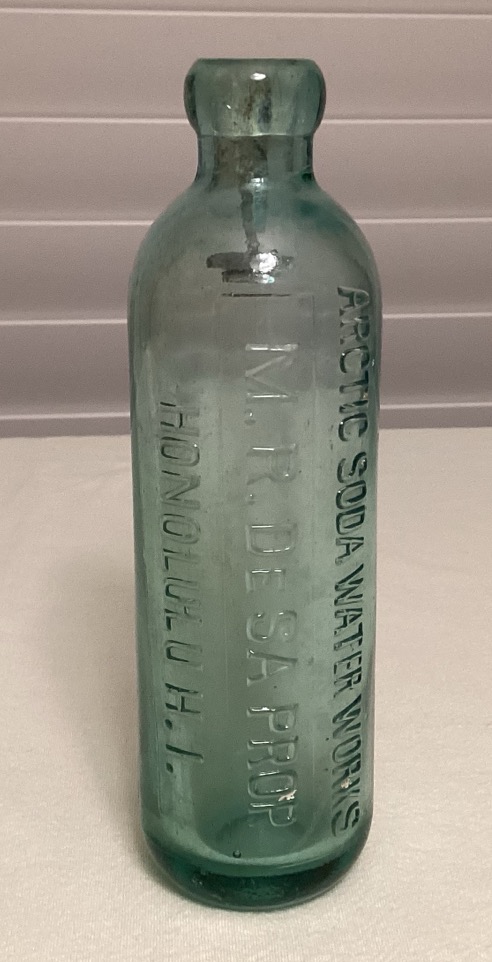 ARCTIC SODA WATER WORKS
M. R. DE SA PROP
HONOLULU H. I.